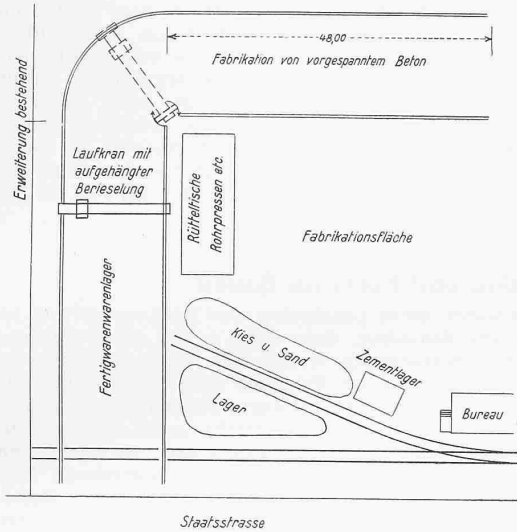 48,00
Fabrikation von vorgespanntem Beton
Erweiterung bestehend
Laufkran mit
aufgehängter
Berieselung
Rütteltische
Rohrpressen etc.
Fabrikationsfläche
Fertigwarenwarenlager
Kies u. Sand
Zementlager
Lager
Bureau
Staatsstrasse